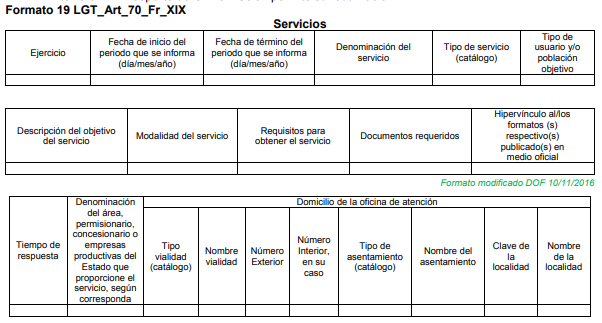 Formato 19 LGT_Art_70_Fr_XIX
Servicios
Ejercicio
Fecha de inicio del
periodo que se informa
(día/mes/año)
Fecha de término del
periodo que se informa
(día/mes/año)
Denominación del
servicio
Tipo de servicio
(catálogo)
Tipo de
usuario y/o
población
objetivo
Descripción del objetivo
del servicio
Modalidad del servicio
Requisitos para
obtener el servicio
Documentos requeridos
Hipervínculo al/los
formatos (s)
respectivo(s)
publicado(s) en
medio oficial
Formato modificado DOF 10/11/2016
Tiempo de
respuesta
Denominación
del área,
permisionario,
concesionario o
empresas
productivas del
Estado que
proporcione el
servicio, según
corresponda
Domicilio de la oficina de atención
Tipo
vialidad
(catálogo)
Nombre
vialidad
Número
Exterior
Número
Interior,
en su
caso
Tipo de
asentamiento
(catálogo)
Nombre del
asentamiento
Clave de
la
localidad
Nombre
de la
localidad